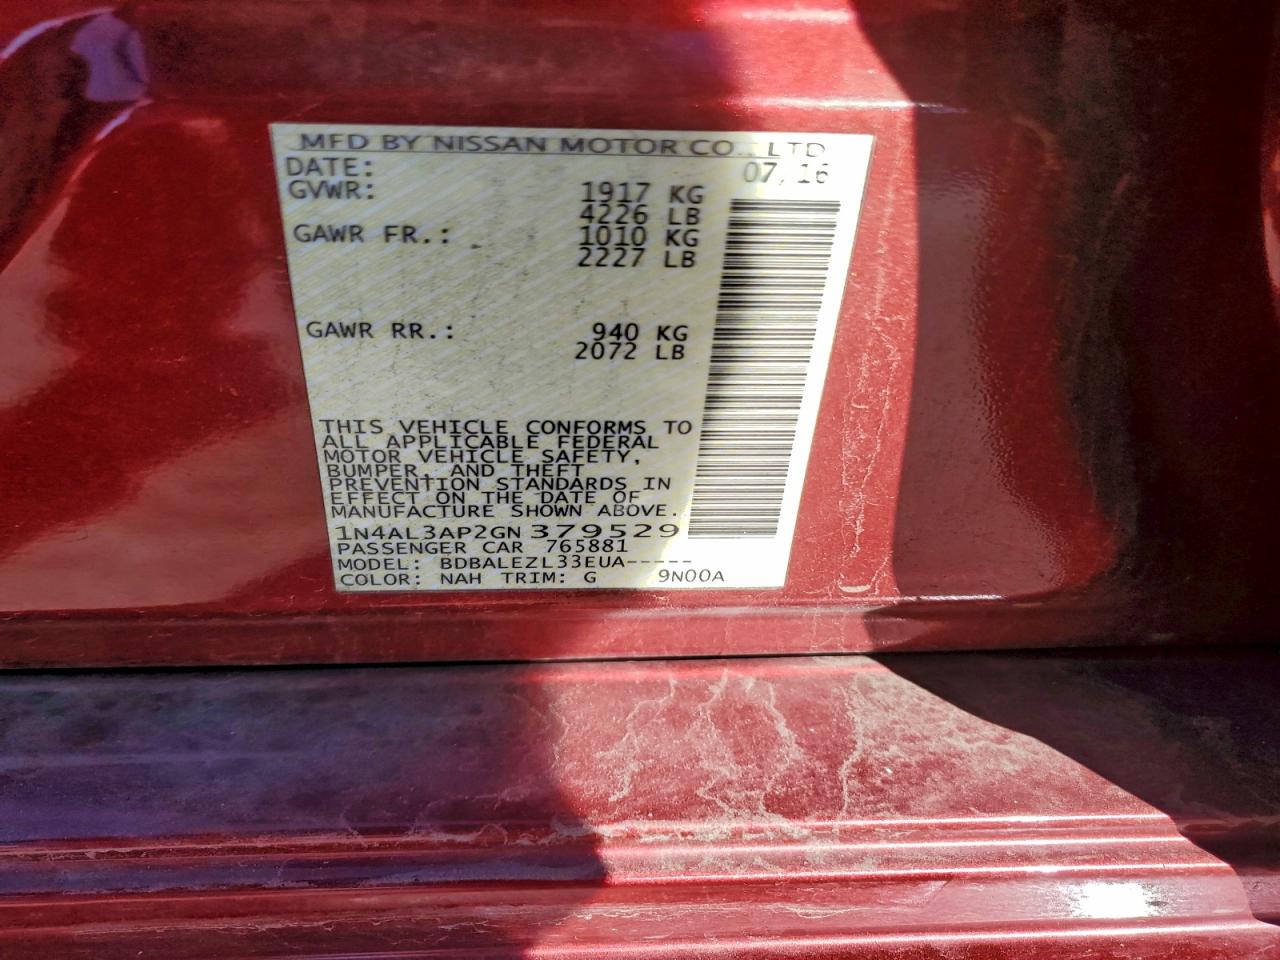 MFD BY NISSAN MOTOR CO., LTD
DATE: 07/16
GVWR: 1917 KG
4226 LB
GAWR FR.: 1010 KG
2227 LB
GAWR RR.: 940 KG
2072 LB
THIS VEHICLE CONFORMS TO
ALL APPLICABLE FEDERAL
MOTOR VEHICLE SAFETY,
BUMPER, AND THEFT
PREVENTION STANDARDS IN
EFFECT ON THE DATE OF
MANUFACTURE SHOWN ABOVE.
1N4AL3AP2GN379529
PASSENGER CAR 765881
MODEL: BDBALEZL33EUA-----
COLOR: NAH TRIM: G 9N00A